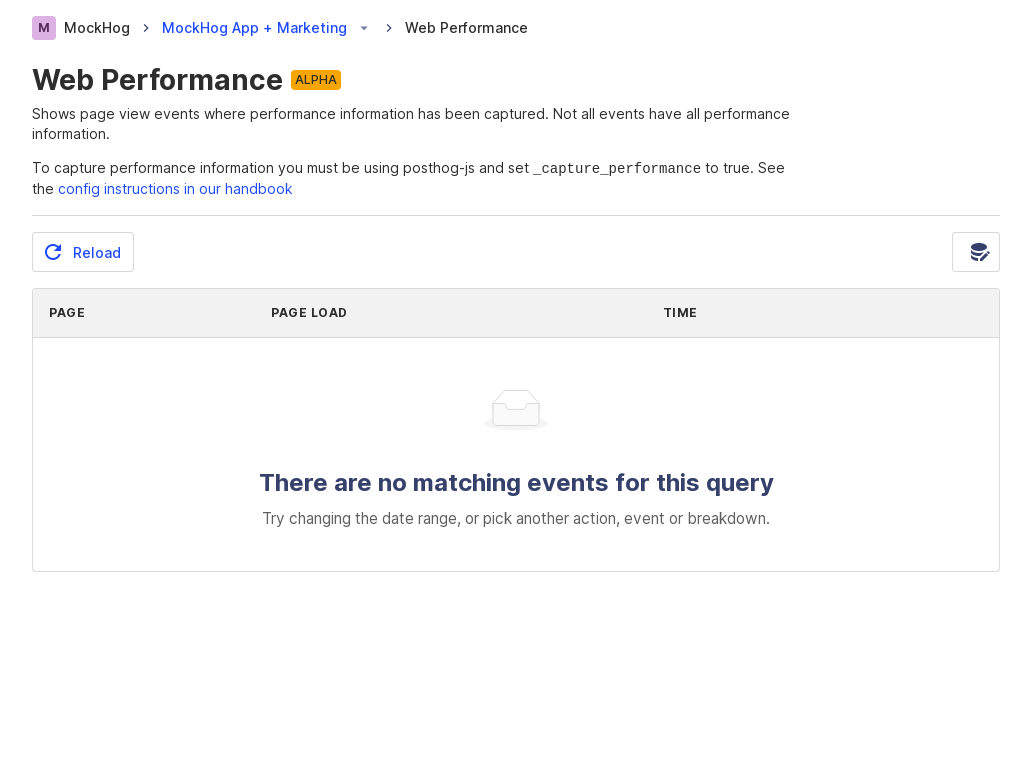 M MockHog MockHog App + Marketing Web Performance
Web Performance ALPHA
Shows page view events where performance information has been captured. Not all events have all performance
information.
To capture performance information you must be using posthog-js and set _capture_performance to true. See
the config instructions in our handbook
Reload
PAGE PAGE LOAD TIME
There are no matching events for this query
Try changing the date range, or pick another action, event or breakdown.